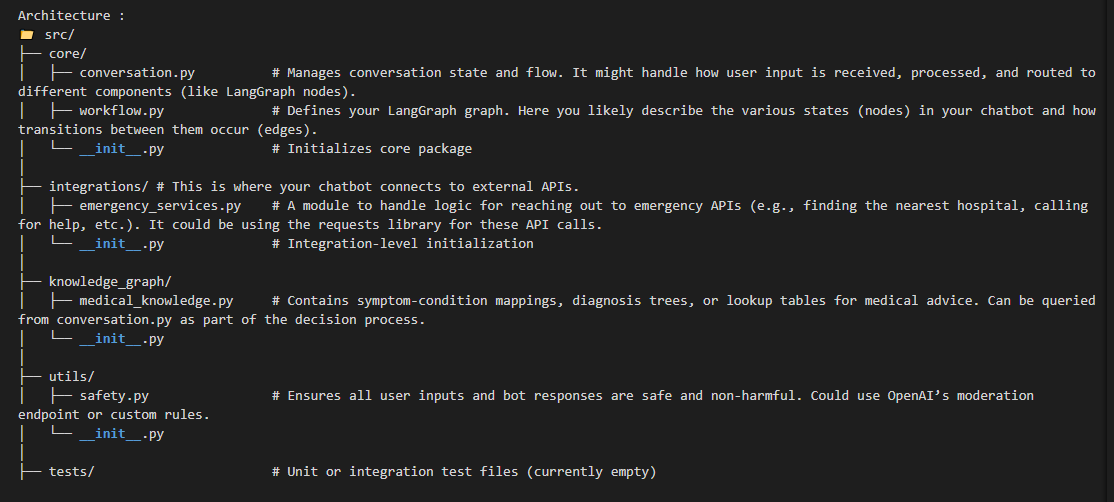 Architecture :
📁 src/
├── core/
│   ├── conversation.py          # Manages conversation state and flow. It might handle how user input is received, processed, and routed to
different components (like LangGraph nodes).
│   ├── workflow.py              # Defines your LangGraph graph. Here you likely describe the various states (nodes) in your chatbot and how
transitions between them occur (edges).
│   └── __init__.py              # Initializes core package
│
├── integrations/ # This is where your chatbot connects to external APIs.
│   ├── emergency_services.py    # A module to handle logic for reaching out to emergency APIs (e.g., finding the nearest hospital, calling
for help, etc.). It could be using the requests library for these API calls.
│   └── __init__.py              # Integration-level initialization
│
├── knowledge_graph/
│   ├── medical_knowledge.py     # Contains symptom-condition mappings, diagnosis trees, or lookup tables for medical advice. Can be queried
from conversation.py as part of the decision process.
│   └── __init__.py
│
├── utils/
│   ├── safety.py                # Ensures all user inputs and bot responses are safe and non-harmful. Could use OpenAI’s moderation
endpoint or custom rules.
│   └── __init__.py
│
├── tests/                       # Unit or integration test files (currently empty)